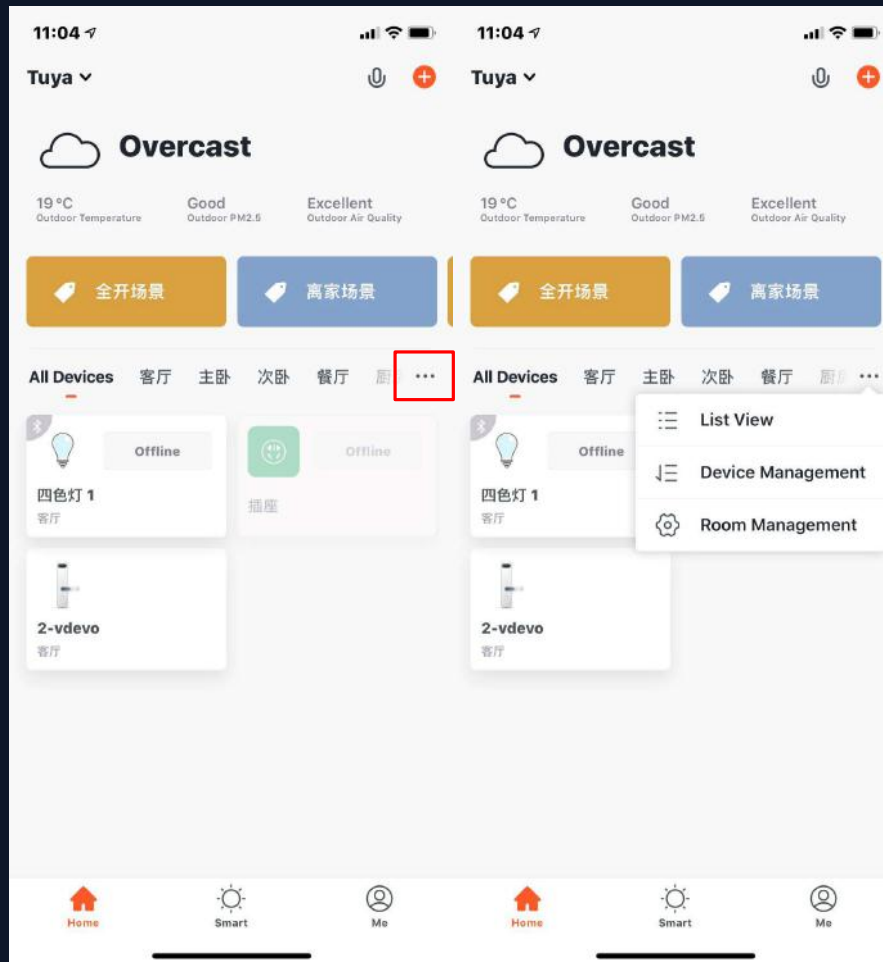 11:04
Tuya
Overcast
19 °C
Outdoor Temperature
Good
Outdoor PM2.5
Excellent
Outdoor Air Quality
全开场景
离家场景
All Devices 客厅 主卧 次卧 餐厅
Offline
四色灯 1
客厅
Offline
插座
2-vdevo
客厅
Home
Smart
Me
11:04
Tuya
Overcast
19 °C
Outdoor Temperature
Good
Outdoor PM2.5
Excellent
Outdoor Air Quality
全开场景
离家场景
All Devices 客厅 主卧 次卧 餐厅
List View
Device Management
Room Management
Offline
四色灯 1
客厅
2-vdevo
客厅
Home
Smart
Me